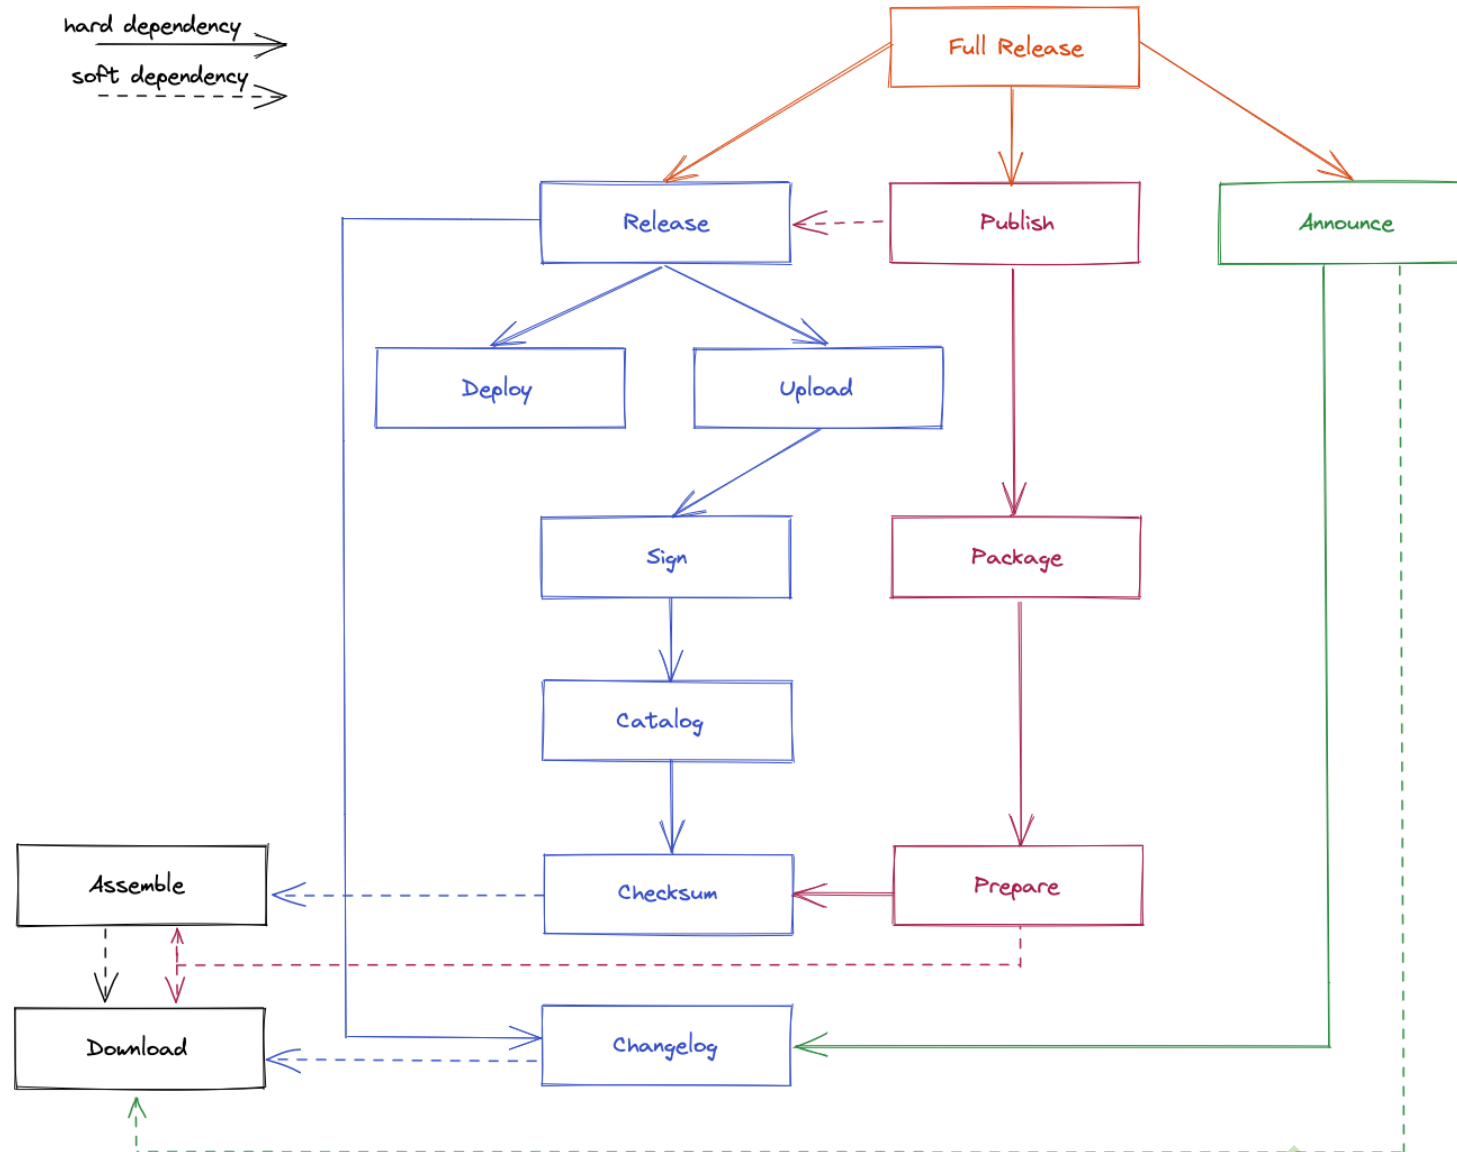 hard dependency
soft dependency
Full Release
Release
Publish
Announce
Deploy
Upload
Sign
Package
Catalog
Assemble
Checksum
Prepare
Download
Changelog